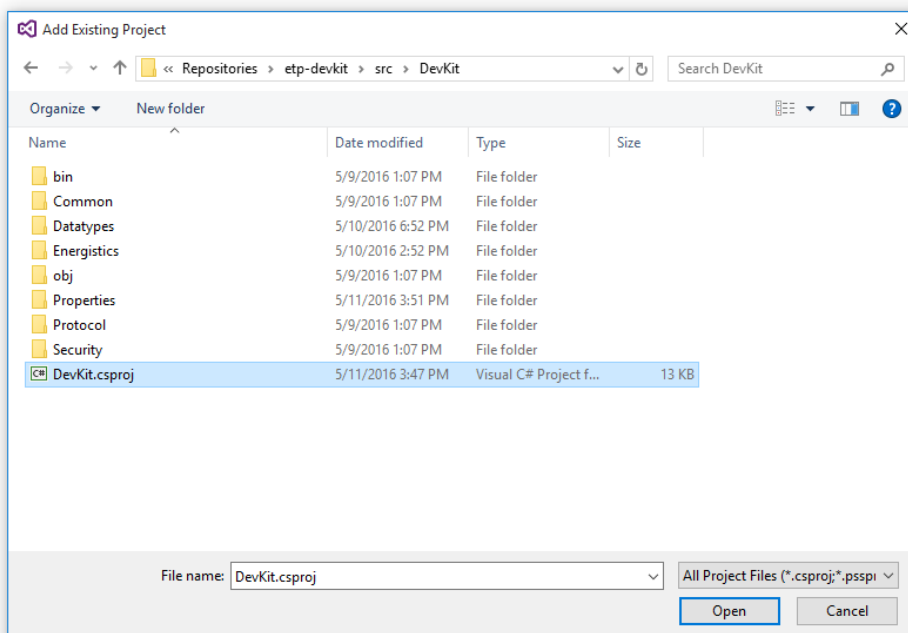 Add Existing Project
« Repositories > etp-devkit > src > DevKit Search DevKit
Organize New folder
Name Date modified Type Size
bin 5/9/2016 1:07 PM File folder
Common 5/9/2016 1:07 PM File folder
Datatypes 5/10/2016 6:52 PM File folder
Energistics 5/10/2016 2:52 PM File folder
obj 5/9/2016 1:07 PM File folder
Properties 5/11/2016 3:51 PM File folder
Protocol 5/9/2016 1:07 PM File folder
Security 5/9/2016 1:07 PM File folder
C# DevKit.csproj 5/11/2016 3:47 PM Visual C# Project f... 13 KB
File name: DevKit.csproj All Project Files (*.csproj;*.psspr
Open Cancel